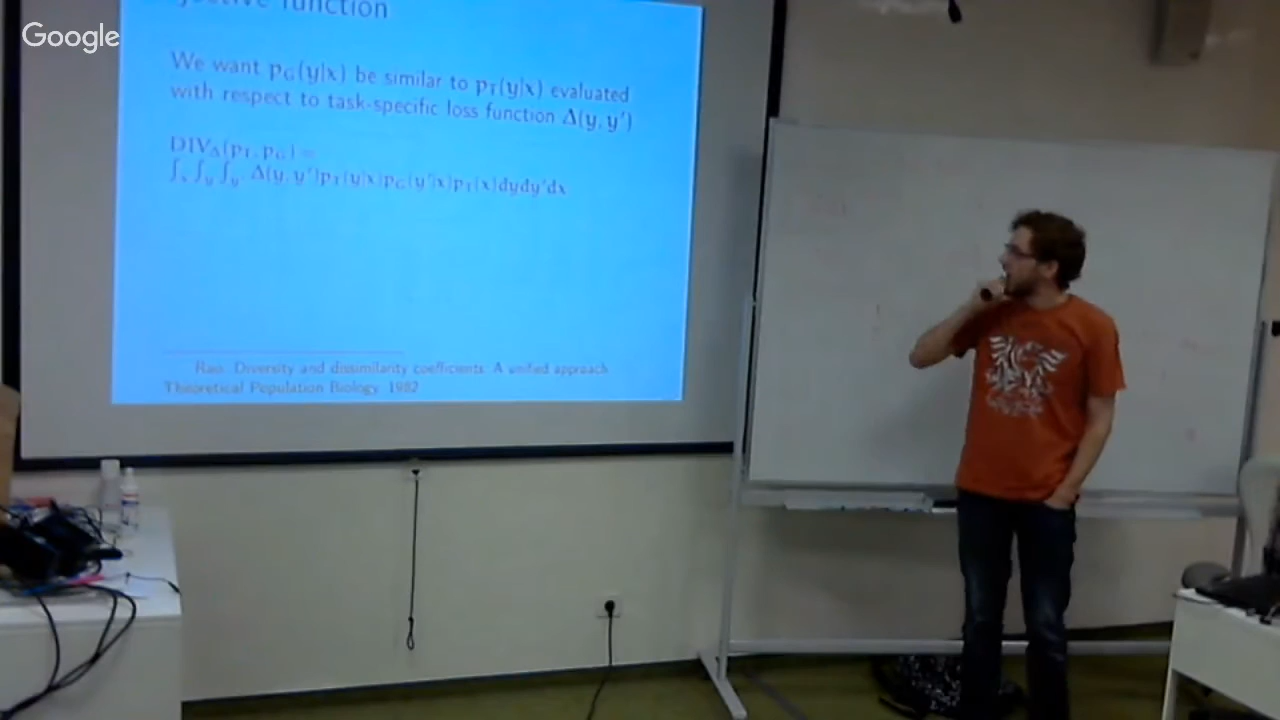 Google
jective function
We want p_G(y|x) be similar to p_T(y|x) evaluated
with respect to task-specific loss function Δ(y, y′)
DIV_Δ(p_T, p_G) =
∫_x ∫_y ∫_y′ Δ(y, y′)p_T(y|x)p_G(y′|x)p_T(x)dydy′dx
Rao. Diversity and dissimilarity coefficients: A unified approach
Theoretical Population Biology, 1982